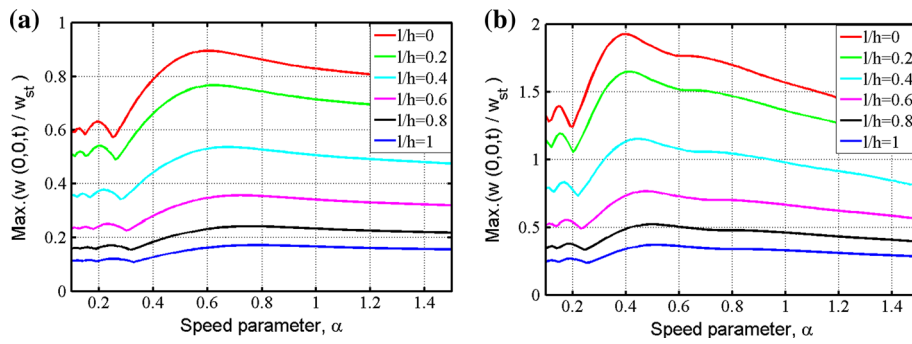 (a)
Max.(w (0,0,t) / w_st)
1
0.8
0.6
0.4
0.2
0
0.2 0.4 0.6 0.8 1 1.2 1.4
Speed parameter, α
l/h=0
l/h=0.2
l/h=0.4
l/h=0.6
l/h=0.8
l/h=1
(b)
Max.(w (0,0,t) / w_st)
2
1.5
1
0.5
0
0.2 0.4 0.6 0.8 1 1.2 1.4
Speed parameter, α
l/h=0
l/h=0.2
l/h=0.4
l/h=0.6
l/h=0.8
l/h=1